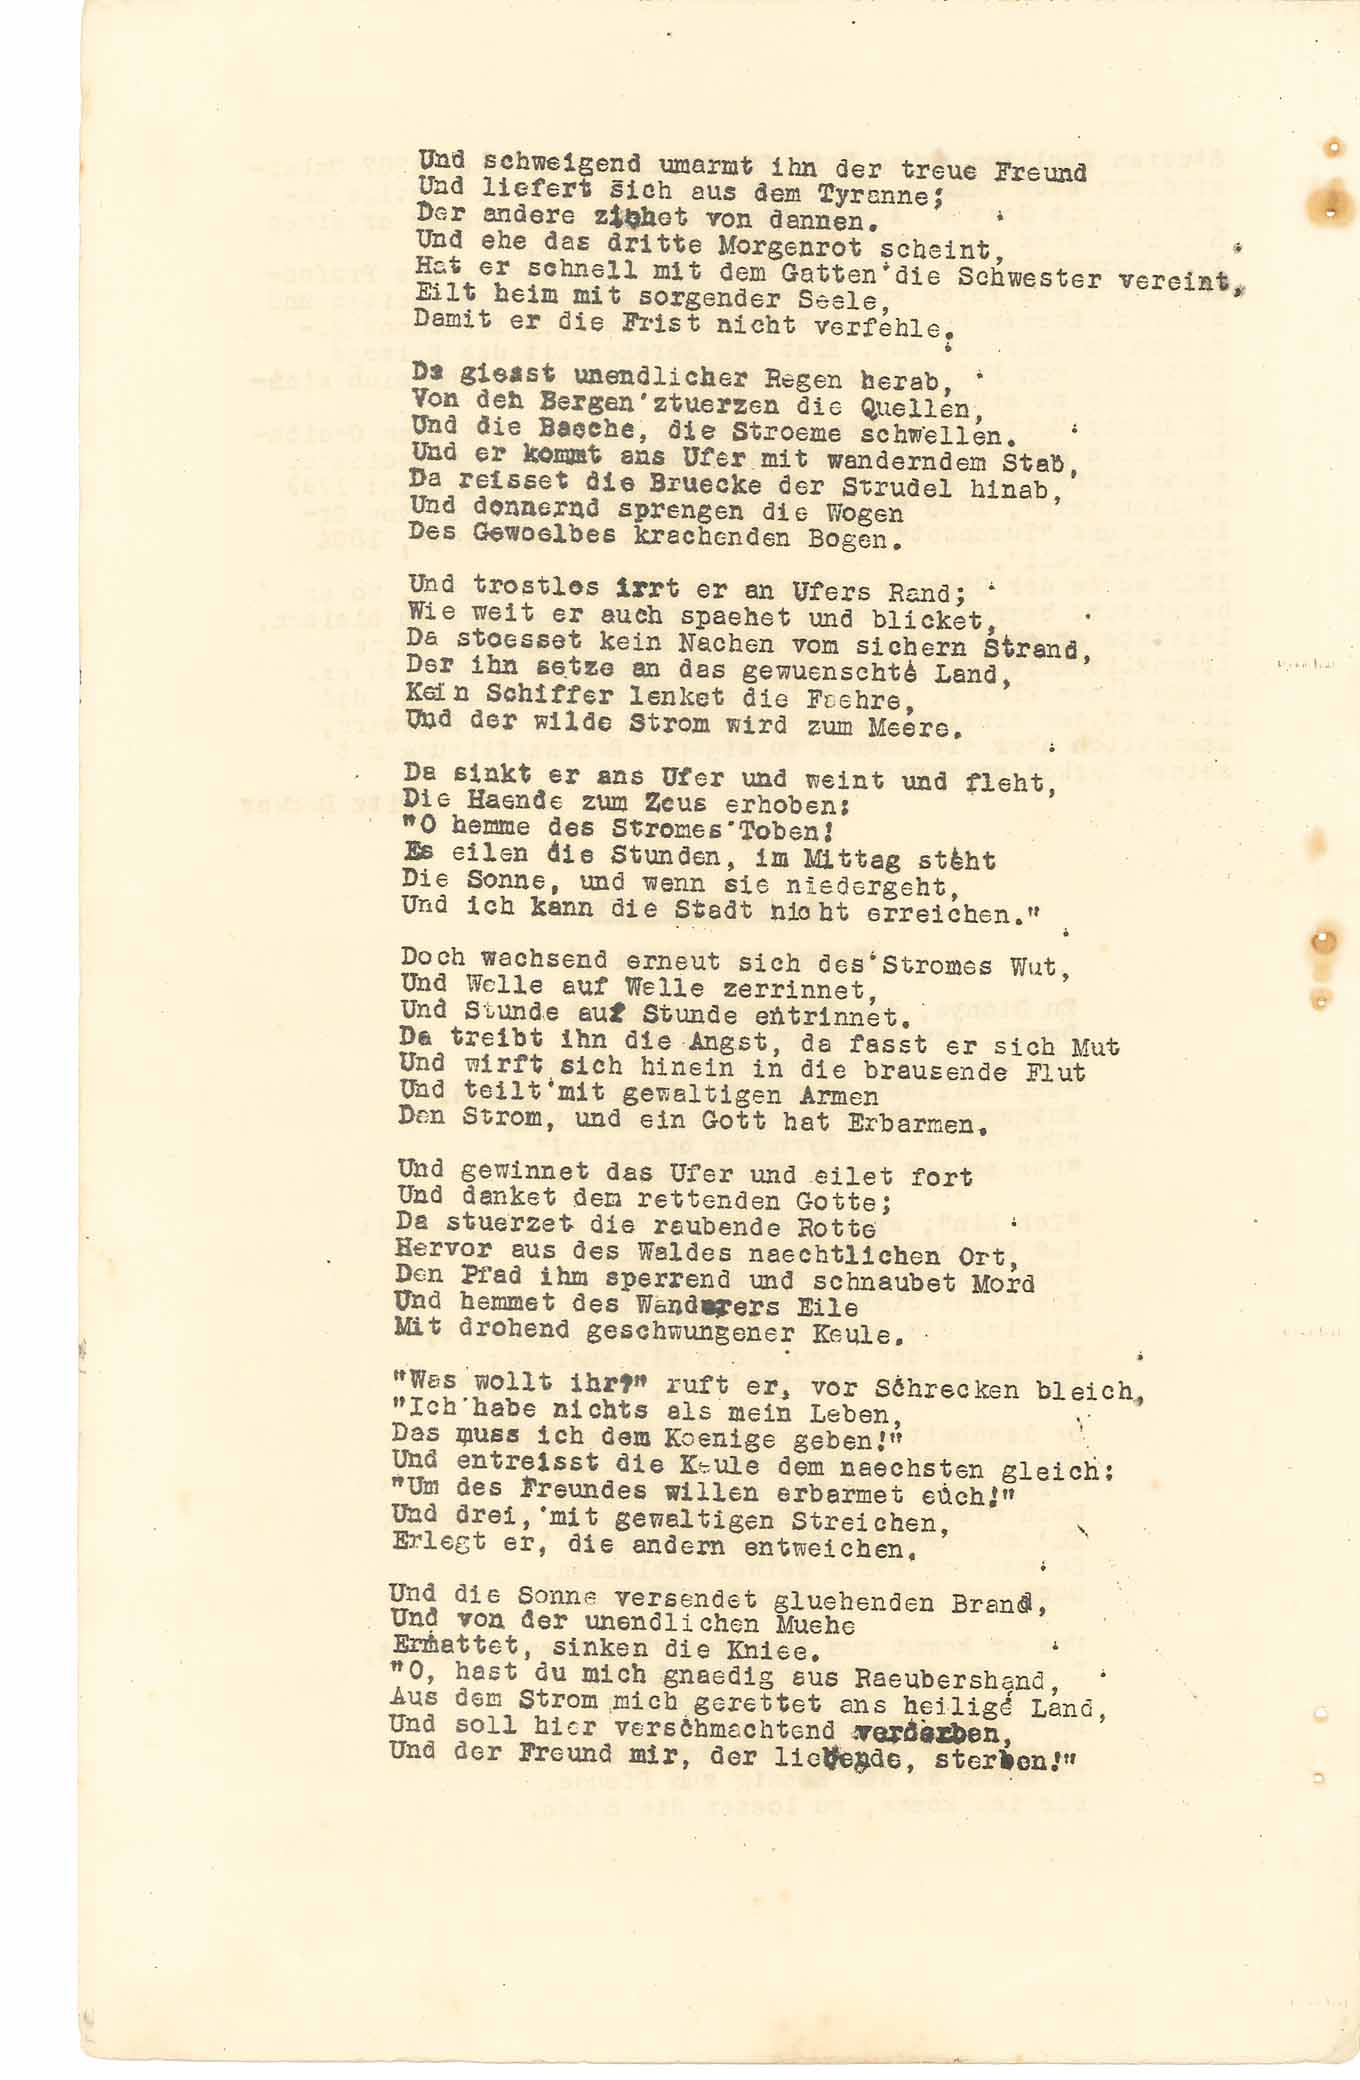 Und schweigend umarmt ihn der treue Freund
Und liefert sich aus dem Tyranne;
Der andere ziehet von dannen.
Und ehe das dritte Morgenrot scheint,
Hat er schnell mit dem Gatten die Schwester vereint,
Eilt heim mit sorgender Seele,
Damit er die Frist nicht verfehle.

Da giesst unendlicher Regen herab,
Von den Bergen ztuerzen die Quellen,
Und die Baeche, die Stroeme schwellen.
Und er kommt ans Ufer mit wanderndem Stab,
Da reisset die Bruecke der Strudel hinab,
Und donnernd sprengen die Wogen
Des Gewoelbes krachenden Bogen.

Und trostlos irrt er an Ufers Rand;
Wie weit er auch spaehet und blicket,
Da stoesset kein Nachen vom sichern Strand,
Der ihn setze an das gewuenschte Land,
Kein Schiffer lenket die Faehre,
Und der wilde Strom wird zum Meere.

Da sinkt er ans Ufer und weint und fleht,
Die Haende zum Zeus erhoben:
"O hemme des Stromes Toben!
Es eilen die Stunden, im Mittag steht
Die Sonne, und wenn sie niedergeht,
Und ich kann die Stadt nicht erreichen."

Doch wachsend erneut sich des Stromes Wut,
Und Welle auf Welle zerrinnet,
Und Stunde auf Stunde entrinnet.
Da treibt ihn die Angst, da fasst er sich Mut
Und wirft sich hinein in die brausende Flut
Und teilt mit gewaltigen Armen
Den Strom, und ein Gott hat Erbarmen.

Und gewinnet das Ufer und eilet fort
Und danket dem rettenden Gotte;
Da stuerzet die raubende Rotte
Hervor aus des Waldes naechtlichen Ort,
Den Pfad ihm sperrend und schnaubet Mord
Und hemmet des Wanderers Eile
Mit drohend geschwungener Keule.

"Was wollt ihr?" ruft er, vor Schrecken bleich,
"Ich habe nichts als mein Leben,
Das muss ich dem Koenige geben!"
Und entreisst die Keule dem naechsten gleich:
"Um des Freundes willen erbarmet euch!"
Und drei, mit gewaltigen Streichen,
Erlegt er, die andern entweichen.

Und die Sonne versendet gluehenden Brand,
Und von der unendlichen Muehe
Ermattet, sinken die Kniee.
"O, hast du mich gnaedig aus Raeubershand,
Aus dem Strom mich gerettet ans heilige Land,
Und soll hier verschmachtend verderben,
Und der Freund mir, der liebende, sterben!"